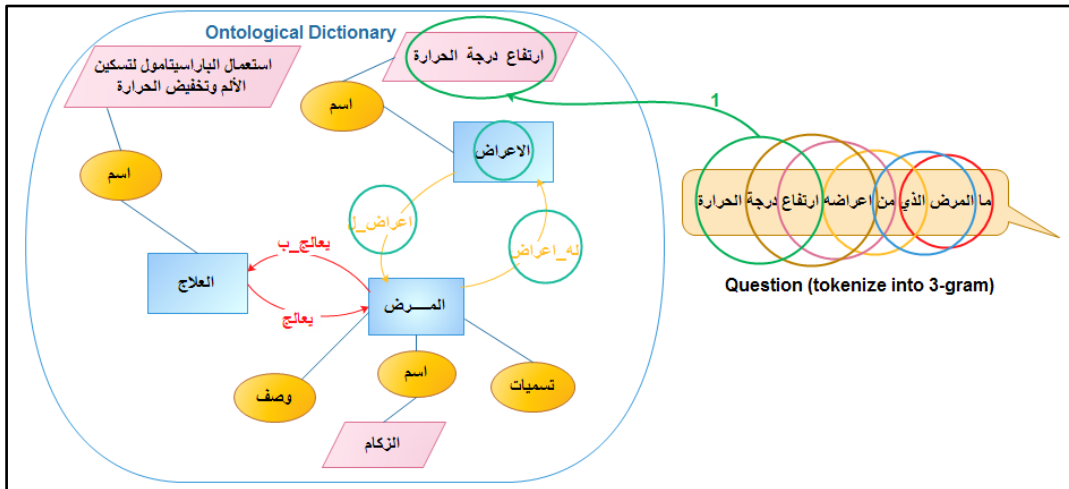 Ontological Dictionary
استعمال الباراسيتامول لتسكين
الألم وتخفيض الحرارة
ارتفاع درجة الحرارة
اسم
1
الاعراض
اسم
ما المرض الذي من اعراضه ارتفاع درجة الحرارة
اعراض_ل
له_اعراض
يعالج_ب
العلاج
المـــرض
يعالج
Question (tokenize into 3-gram)
وصف
اسم
تسميات
الزكام